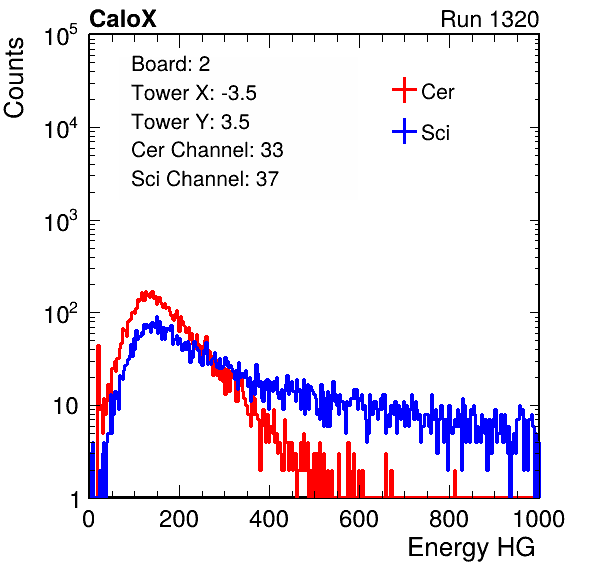 CaloX Run 1320
Counts
10^5
10^4
10^3
10^2
10
1
Board: 2
Tower X: -3.5
Tower Y: 3.5
Cer Channel: 33
Sci Channel: 37
Cer
Sci
0 200 400 600 800 1000
Energy HG